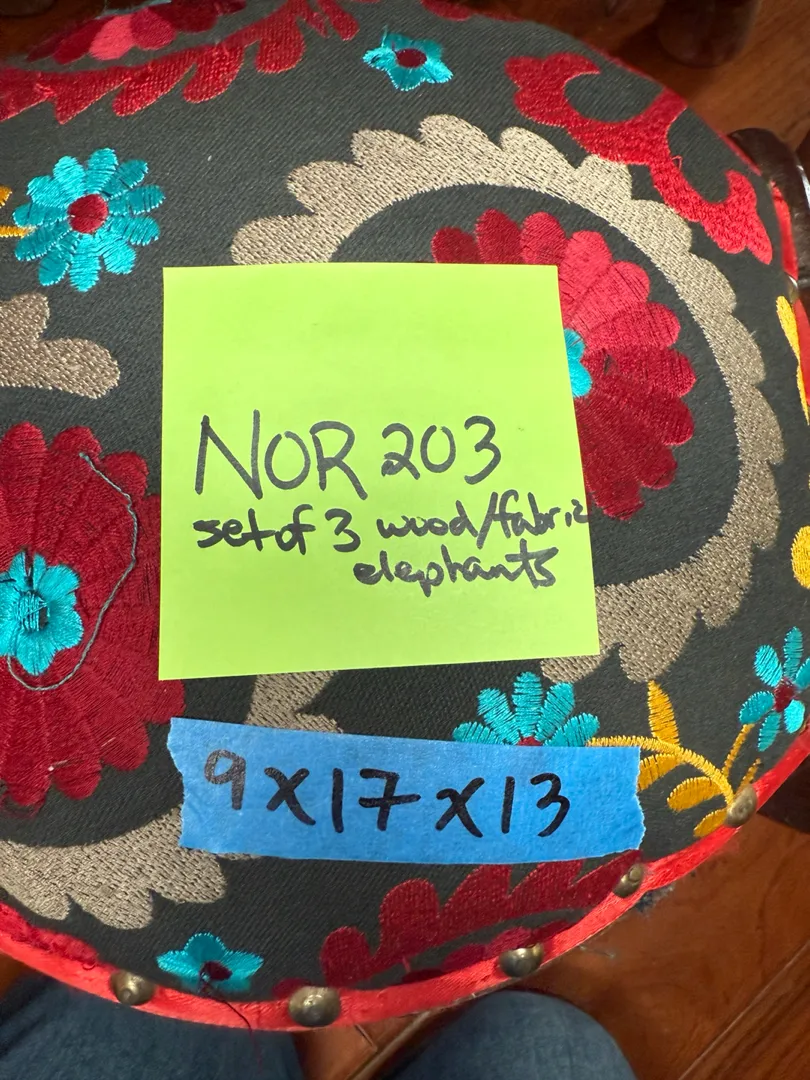 NOR 203
set of 3 wood/fabric
elephants
9x17x13